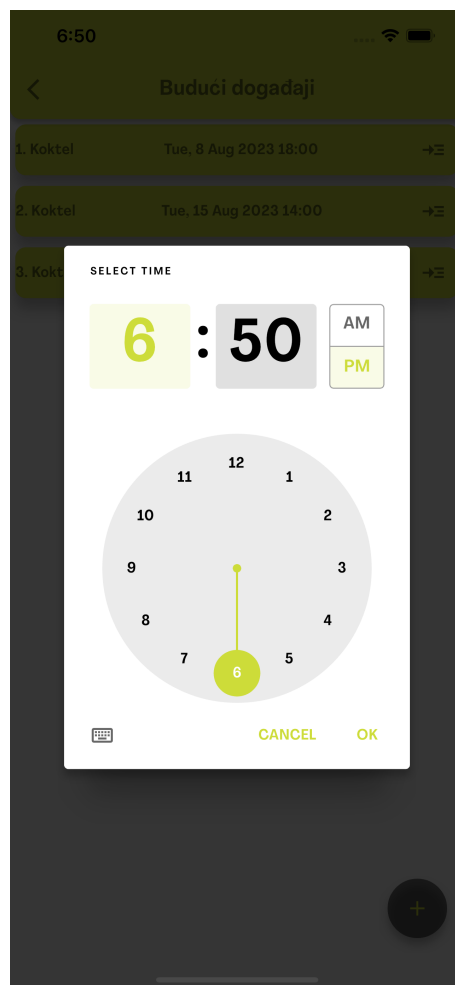 6:50
Budući događaji
1. Koktel Tue, 8 Aug 2023 18:00
2. Koktel Tue, 15 Aug 2023 14:00
3. Kokt
SELECT TIME
6 : 50
AM
PM
12
11 1
10 2
9 3
8 4
7 5
6
CANCEL OK
+